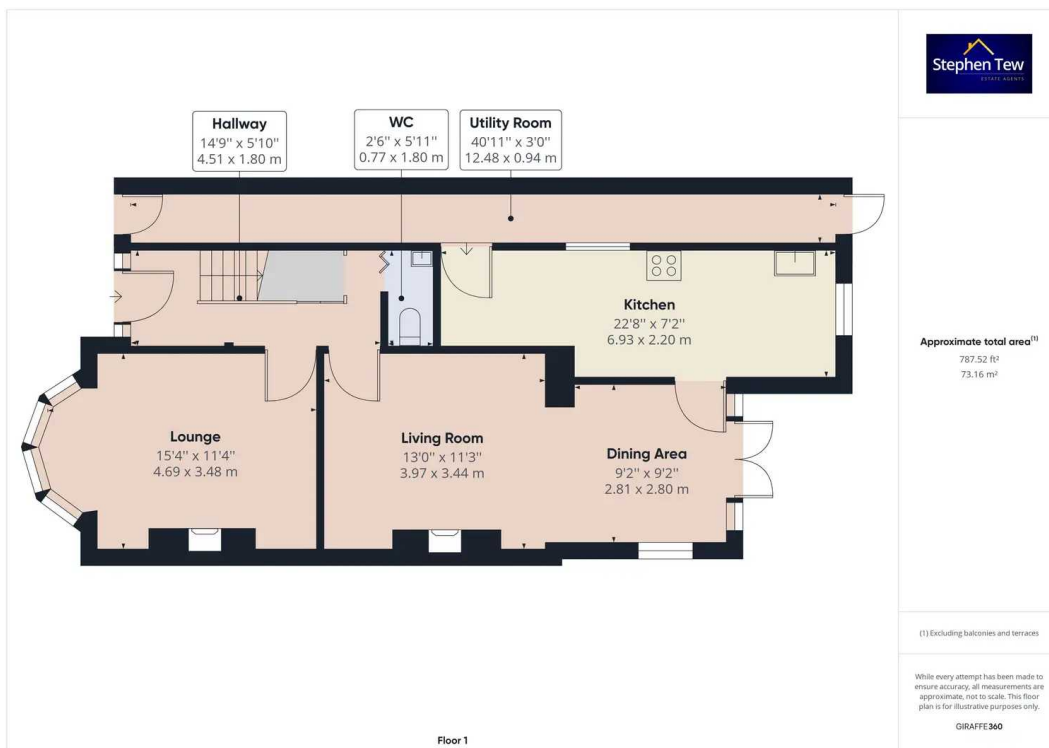 Hallway
14'9" x 5'10"
4.51 x 1.80 m
WC
2'6" x 5'11"
0.77 x 1.80 m
Utility Room
40'11" x 3'0"
12.48 x 0.94 m
Kitchen
22'8" x 7'2"
6.93 x 2.20 m
Lounge
15'4" x 11'4"
4.69 x 3.48 m
Living Room
13'0" x 11'3"
3.97 x 3.44 m
Dining Area
9'2" x 9'2"
2.81 x 2.80 m
Floor 1
Stephen Tew
ESTATE AGENTS
Approximate total area(1)
787.52 ft²
73.16 m²
(1) Excluding balconies and terraces
While every attempt has been made to
ensure accuracy, all measurements are
approximate, not to scale. This floor
plan is for illustrative purposes only.
GIRAFFE360